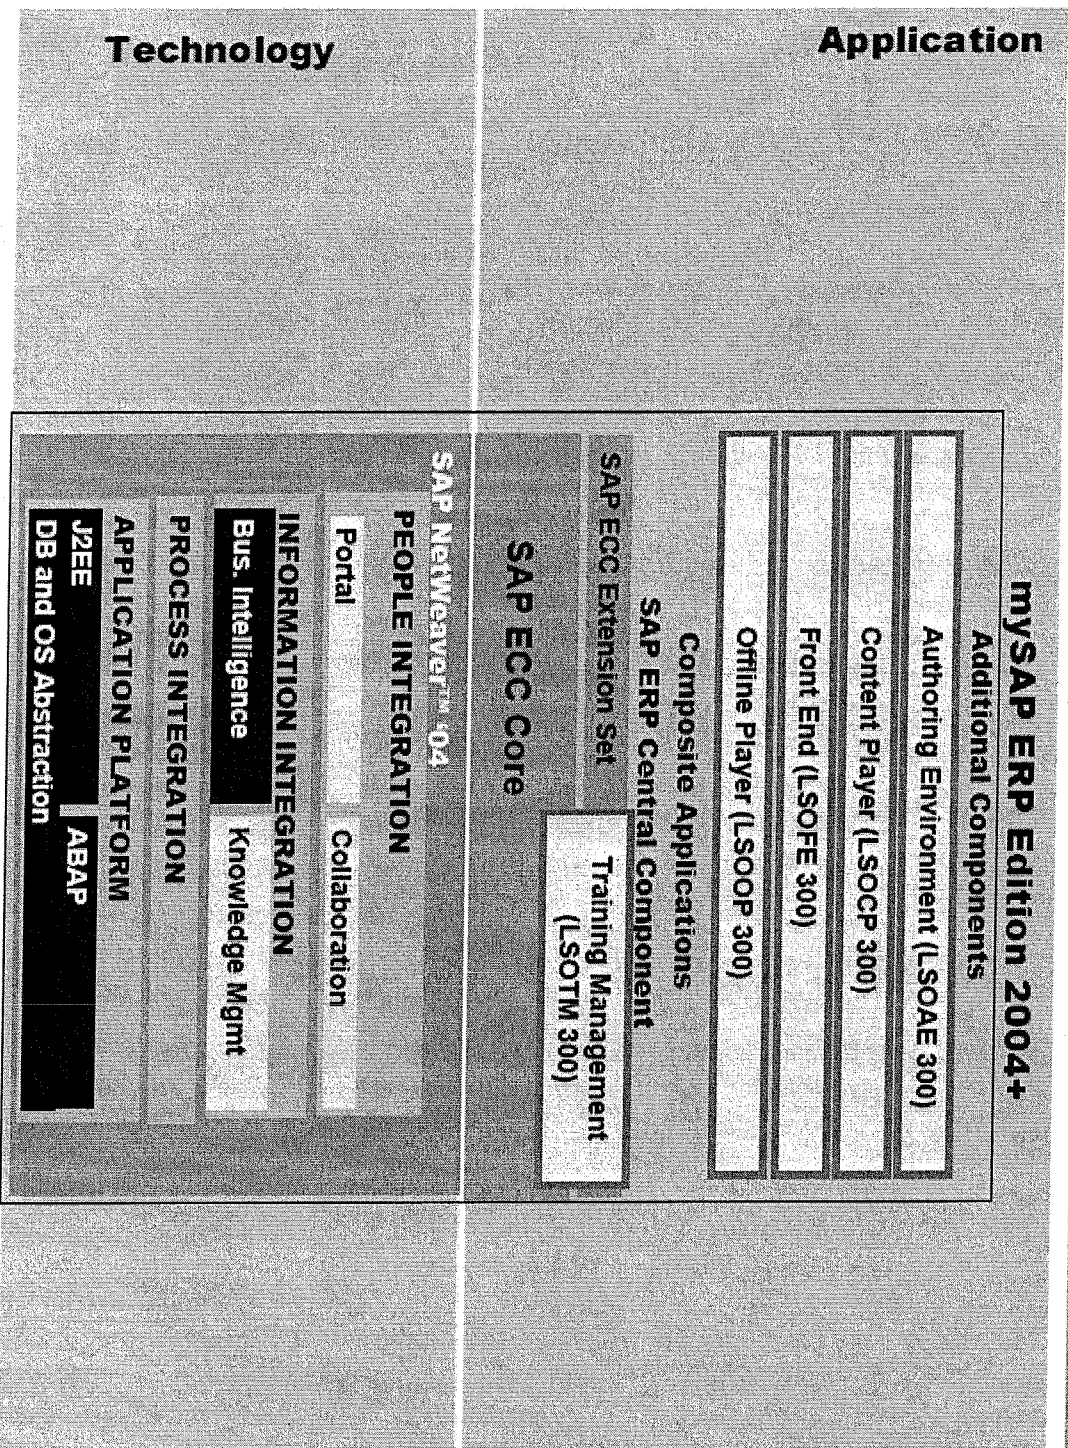 Application
mySAP ERP Edition 2004+
Additional Components
Authoring Environment (LSOAE 300)
Content Player (LSOCP 300)
Front End (LSOFE 300)
Offline Player (LSOOP 300)
Composite Applications
SAP ERP Central Component
SAP ECC Extension Set
Training Management
(LSOTM 300)
SAP ECC Core
Technology
SAP NetWeaver™ '04
PEOPLE INTEGRATION
Portal
Collaboration
INFORMATION INTEGRATION
Bus. Intelligence
Knowledge Mgmt
PROCESS INTEGRATION
APPLICATION PLATFORM
J2EE
ABAP
DB and OS Abstraction